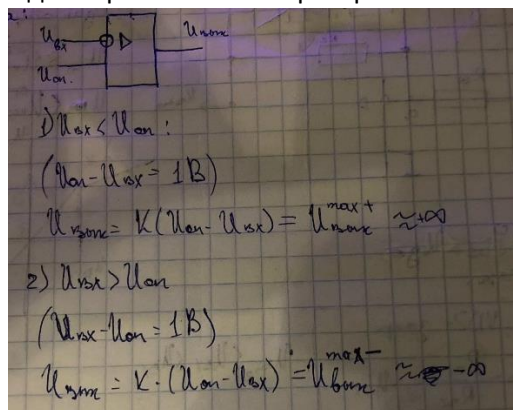 Uвх Uвых
Uоп.
1) Uвх < Uоп :
(Uоп - Uвх = 1В)
Uвых = K(Uоп - Uвх) = Uвых^max+ ≈ +∞
2) Uвх > Uоп
(Uвх - Uоп = 1В)
Uвых = K · (Uоп - Uвх) = Uвых^max- ≈ -∞